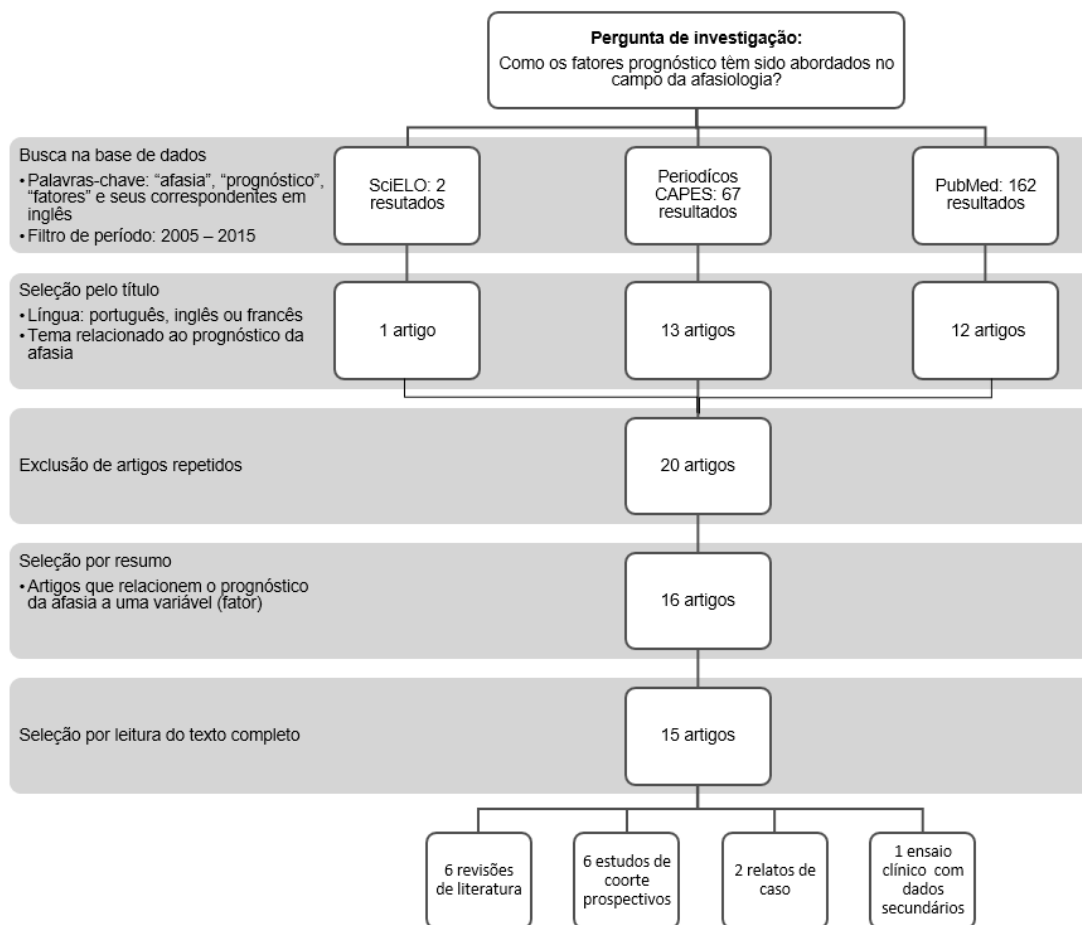 Pergunta de investigação:
Como os fatores prognóstico têm sido abordados no
campo da afasiologia?
Busca na base de dados
•Palavras-chave: “afasia”, “prognóstico”,
“fatores” e seus correspondentes em
inglês
•Filtro de período: 2005 – 2015
SciELO: 2
resutados
Periodícos
CAPES: 67
resultados
PubMed: 162
resultados
Seleção pelo título
•Língua: português, inglês ou francês
•Tema relacionado ao prognóstico da
afasia
1 artigo
13 artigos
12 artigos
Exclusão de artigos repetidos
20 artigos
Seleção por resumo
•Artigos que relacionem o prognóstico
da afasia a uma variável (fator)
16 artigos
Seleção por leitura do texto completo
15 artigos
6 revisões
de literatura
6 estudos de
coorte
prospectivos
2 relatos de
caso
1 ensaio
clínico com
dados
secundários